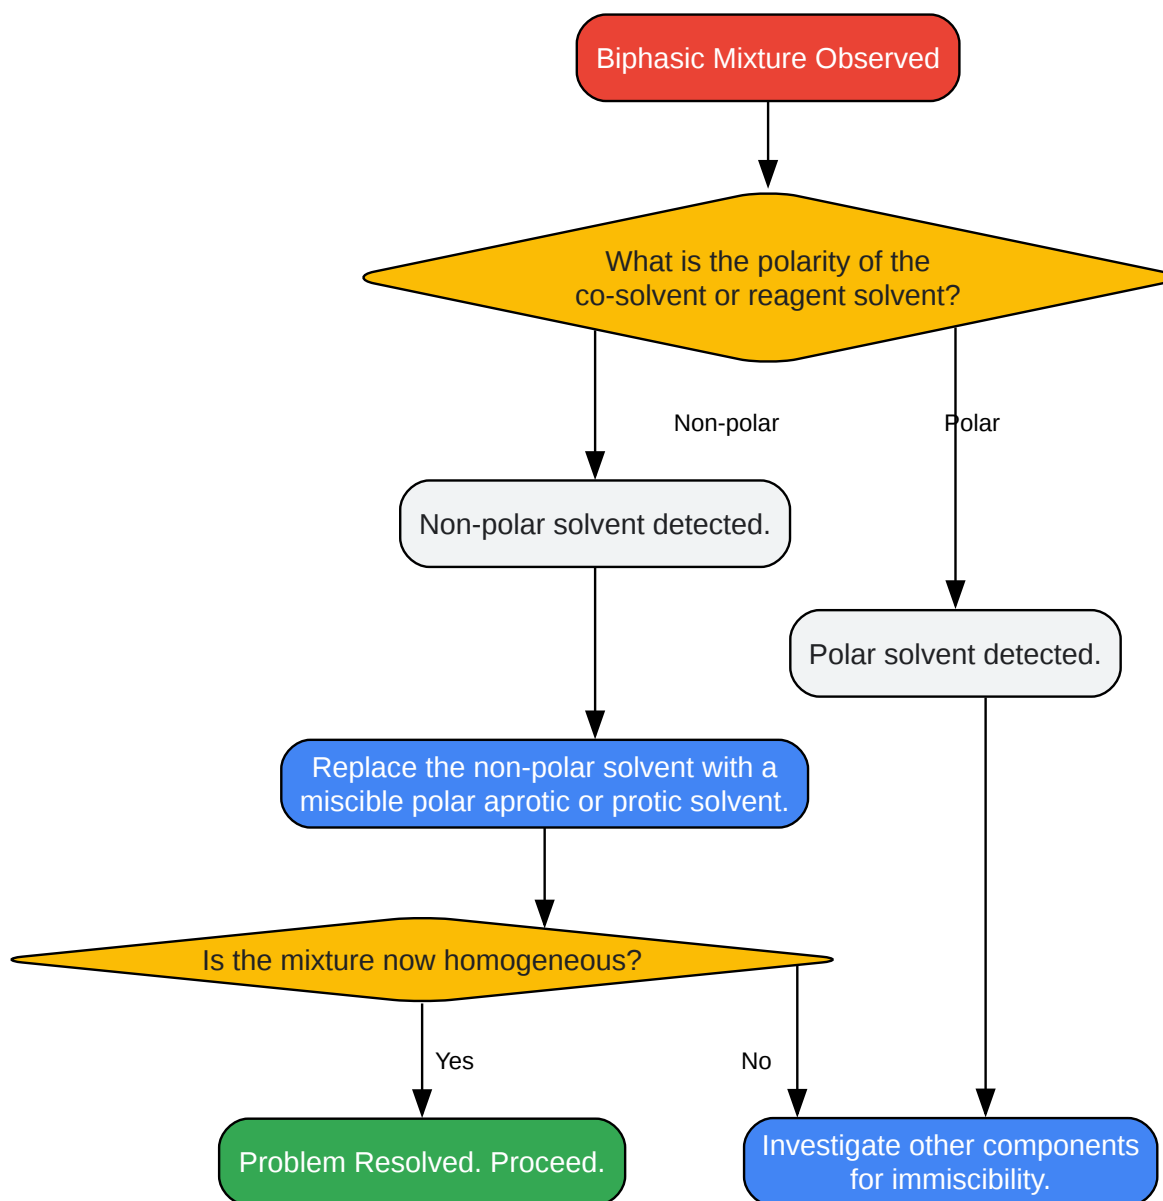 Biphasic Mixture Observed
What is the polarity of the
co-solvent or reagent solvent?
Non-polar
Polar
Non-polar solvent detected.
Polar solvent detected.
Replace the non-polar solvent with a
miscible polar aprotic or protic solvent.
Is the mixture now homogeneous?
Yes
No
Problem Resolved. Proceed.
Investigate other components
for immiscibility.